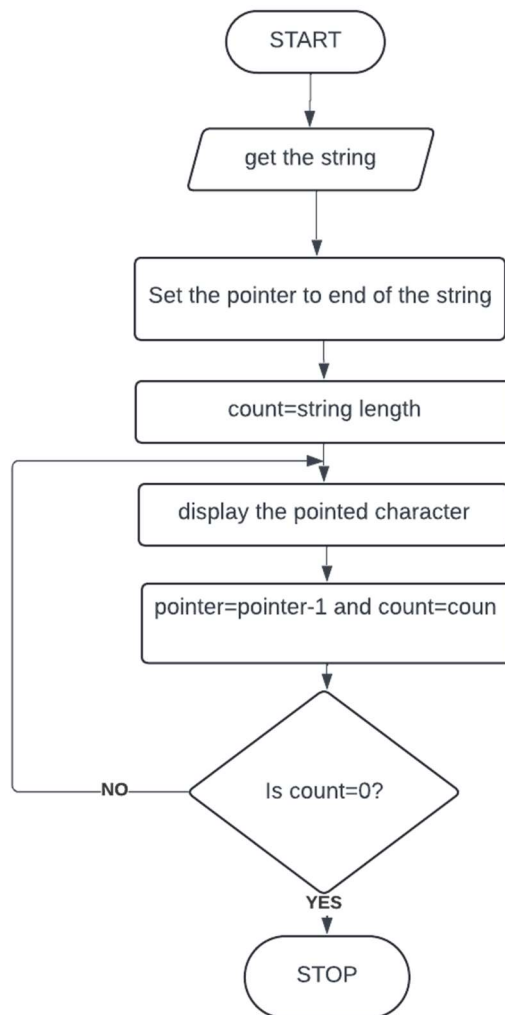 START
get the string
Set the pointer to end of the string
count=string length
display the pointed character
pointer=pointer-1 and count=coun
Is count=0?
NO
YES
STOP